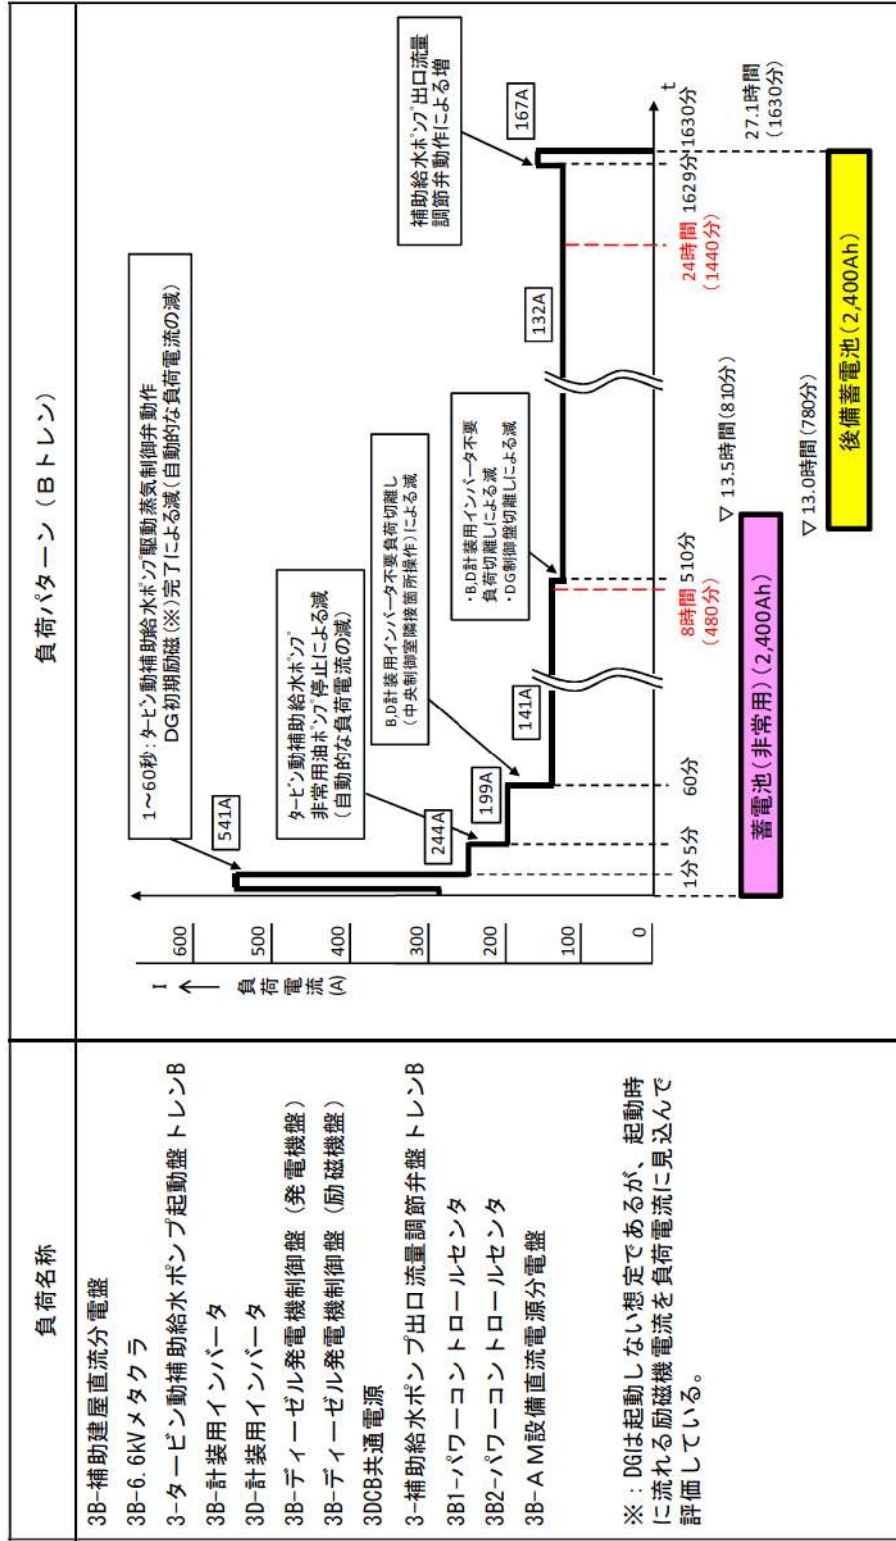 負荷名称
3B-補助建屋直流分電盤
3B-6.6kVメタクラ
3-タービン動補助給水ポンプ起動盤トレンB
3B-計装用インバータ
3D-計装用インバータ
3B-ディーゼル発電機制御盤（発電機盤）
3B-ディーゼル発電機制御盤（励磁機盤）
3DCB共通電源
3-補助給水ポンプ出口流量調節弁盤トレンB
3B1-パワーコントロールセンタ
3B2-パワーコントロールセンタ
3B-AM設備直流電源分電盤
※：DGは起動しない想定であるが、起動時
に流れる励磁機電流を負荷電流に見込んで
評価している。
負荷パターン（Bトレン）
I
負荷電流
(A)
600
500
400
300
200
100
0
1～60秒：タービン動補助給水ポンプ駆動蒸気制御弁動作
DG初期励磁(※)完了による減(自動的な負荷電流の減)
541A
タービン動補助給水ポンプ
非常用油ポンプ停止による減
(自動的な負荷電流の減)
244A
B,D計装用インバータ不要負荷切離し
(中央制御室隣接箇所操作)による減
199A
141A
・B,D計装用インバータ不要
負荷切離しによる減
・DG制御盤切離しによる減
132A
補助給水ポンプ出口流量
調節弁動作による増
167A
t
1分
5分
60分
8時間
(480分)
510分
24時間
(1440分)
1629分
1630分
27.1時間
(1630分)
▽13.5時間(810分)
蓄電池(非常用)(2,400Ah)
▽13.0時間(780分)
後備蓄電池(2,400Ah)